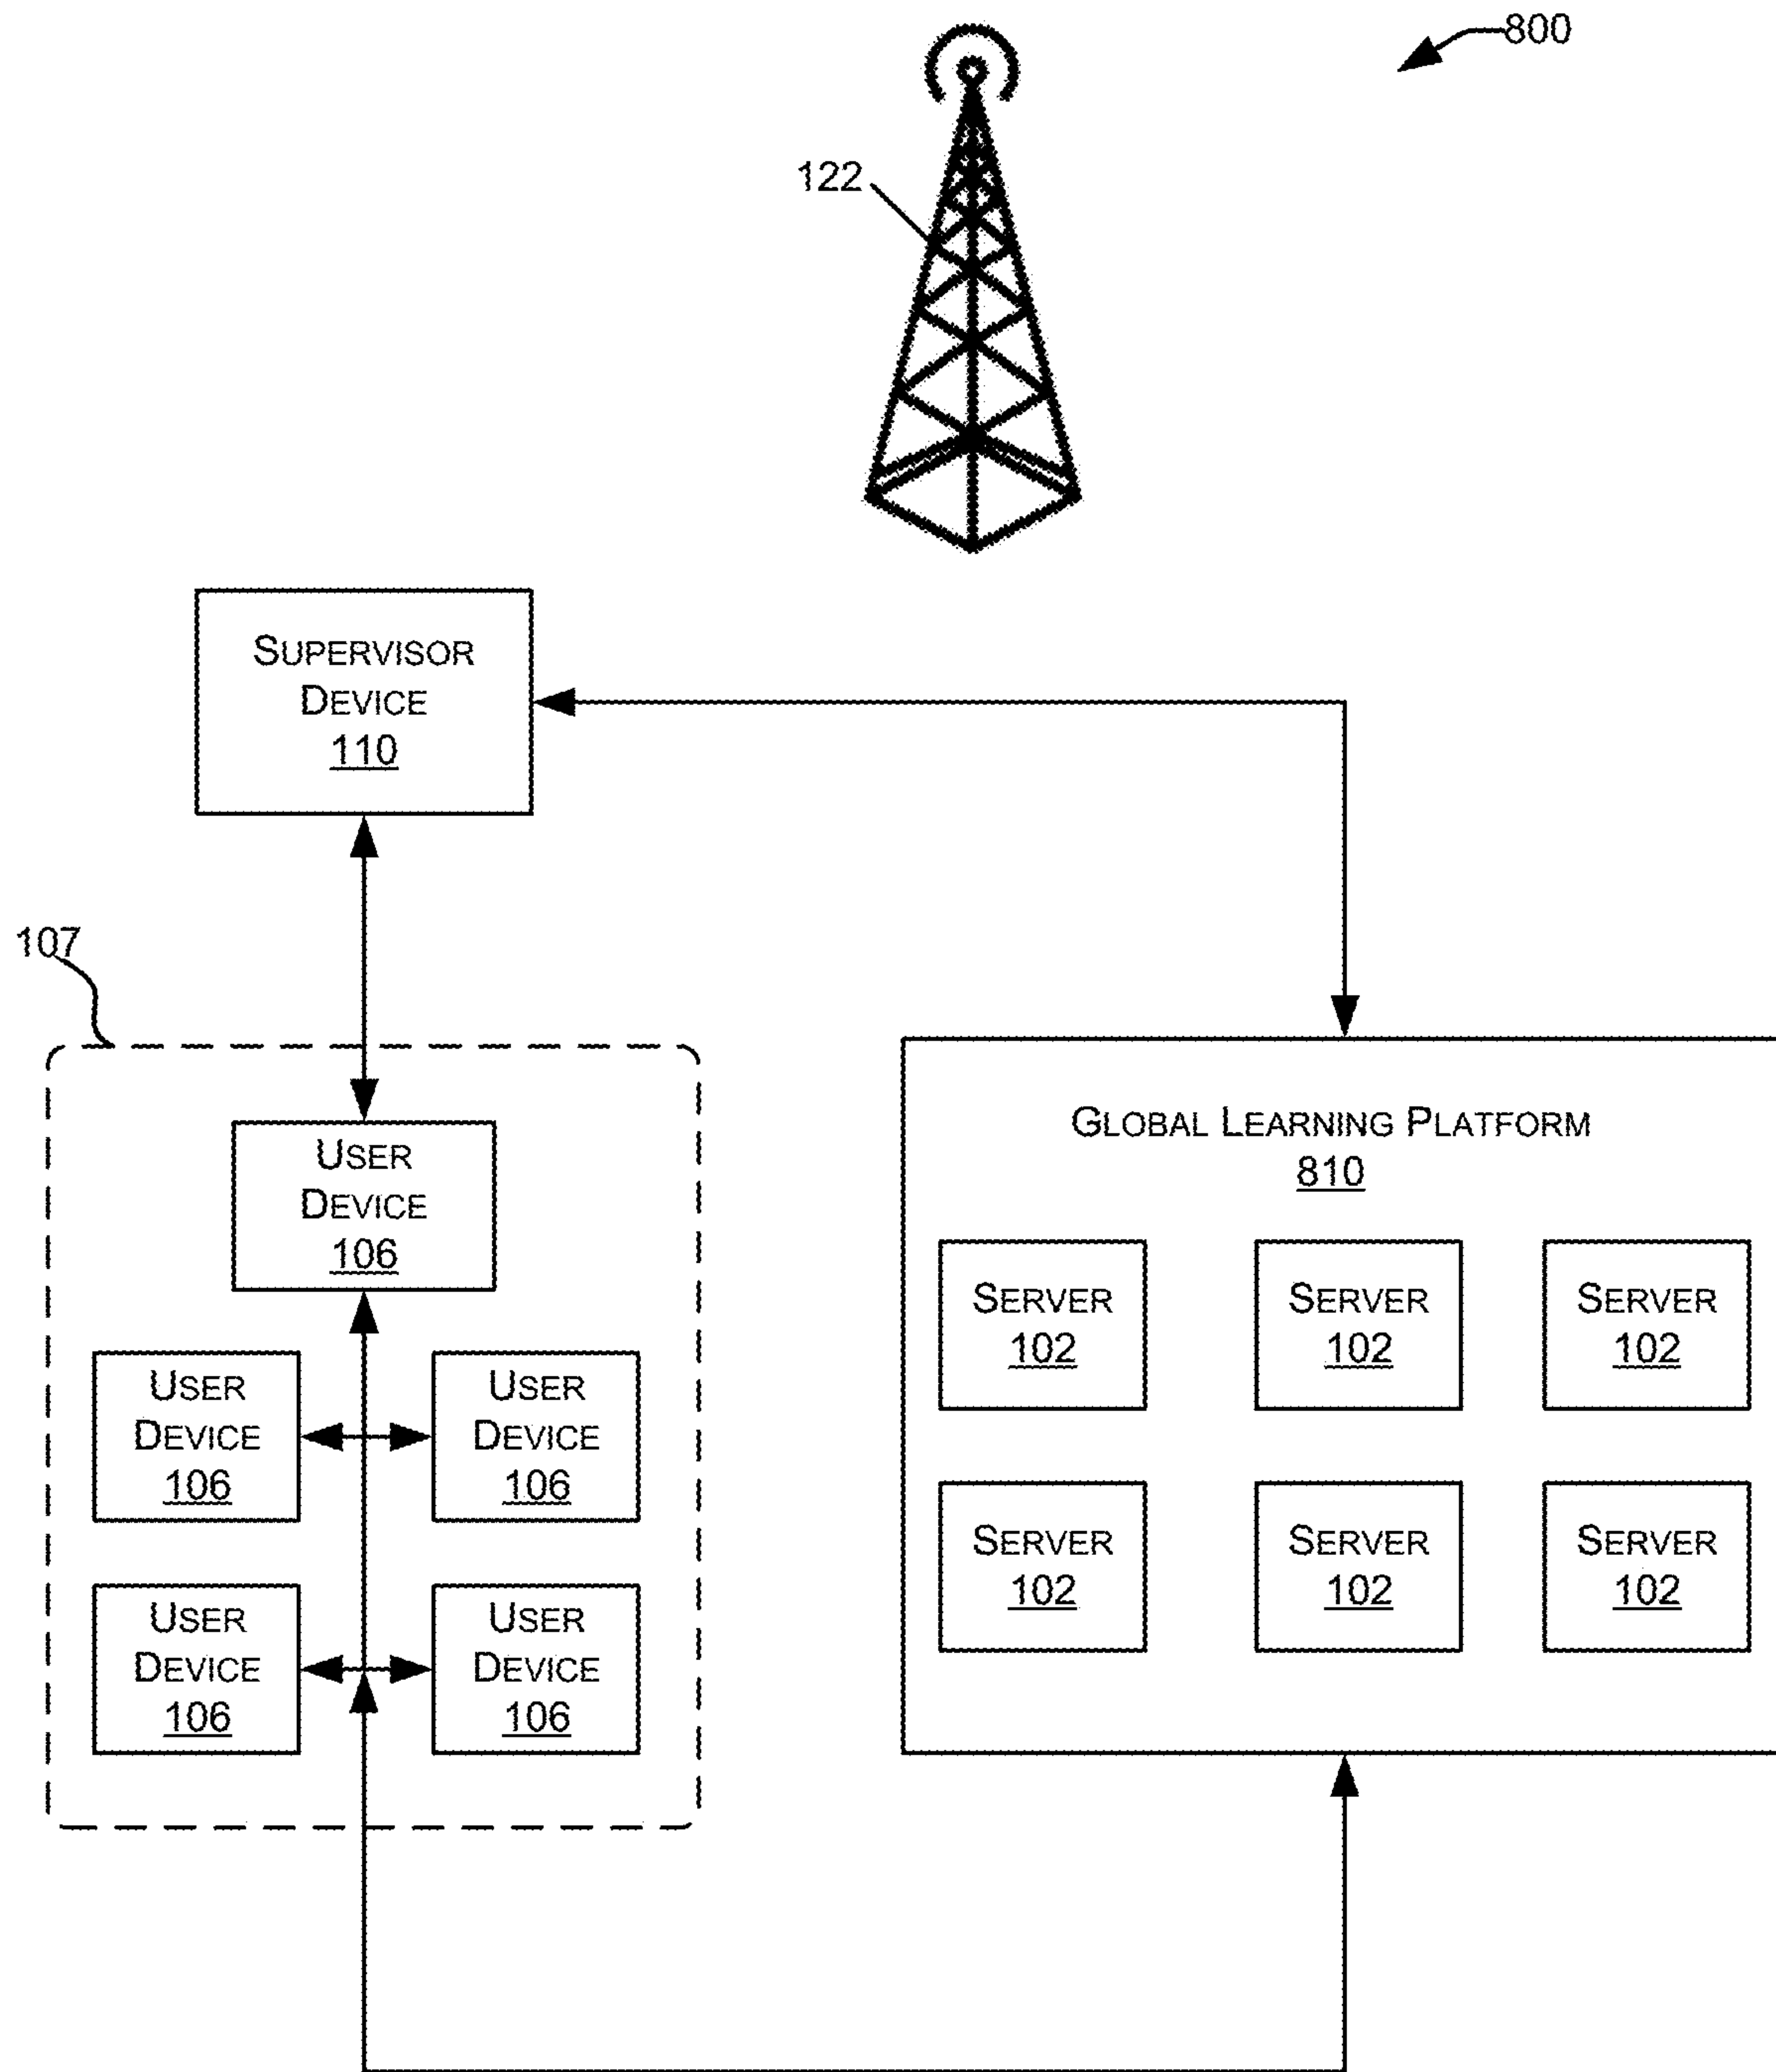 800
122
SUPERVISOR
DEVICE
110
107
USER
DEVICE
106
GLOBAL LEARNING PLATFORM
810
SERVER
102
SERVER
102
SERVER
102
USER
DEVICE
106
USER
DEVICE
106
SERVER
102
SERVER
102
SERVER
102
USER
DEVICE
106
USER
DEVICE
106